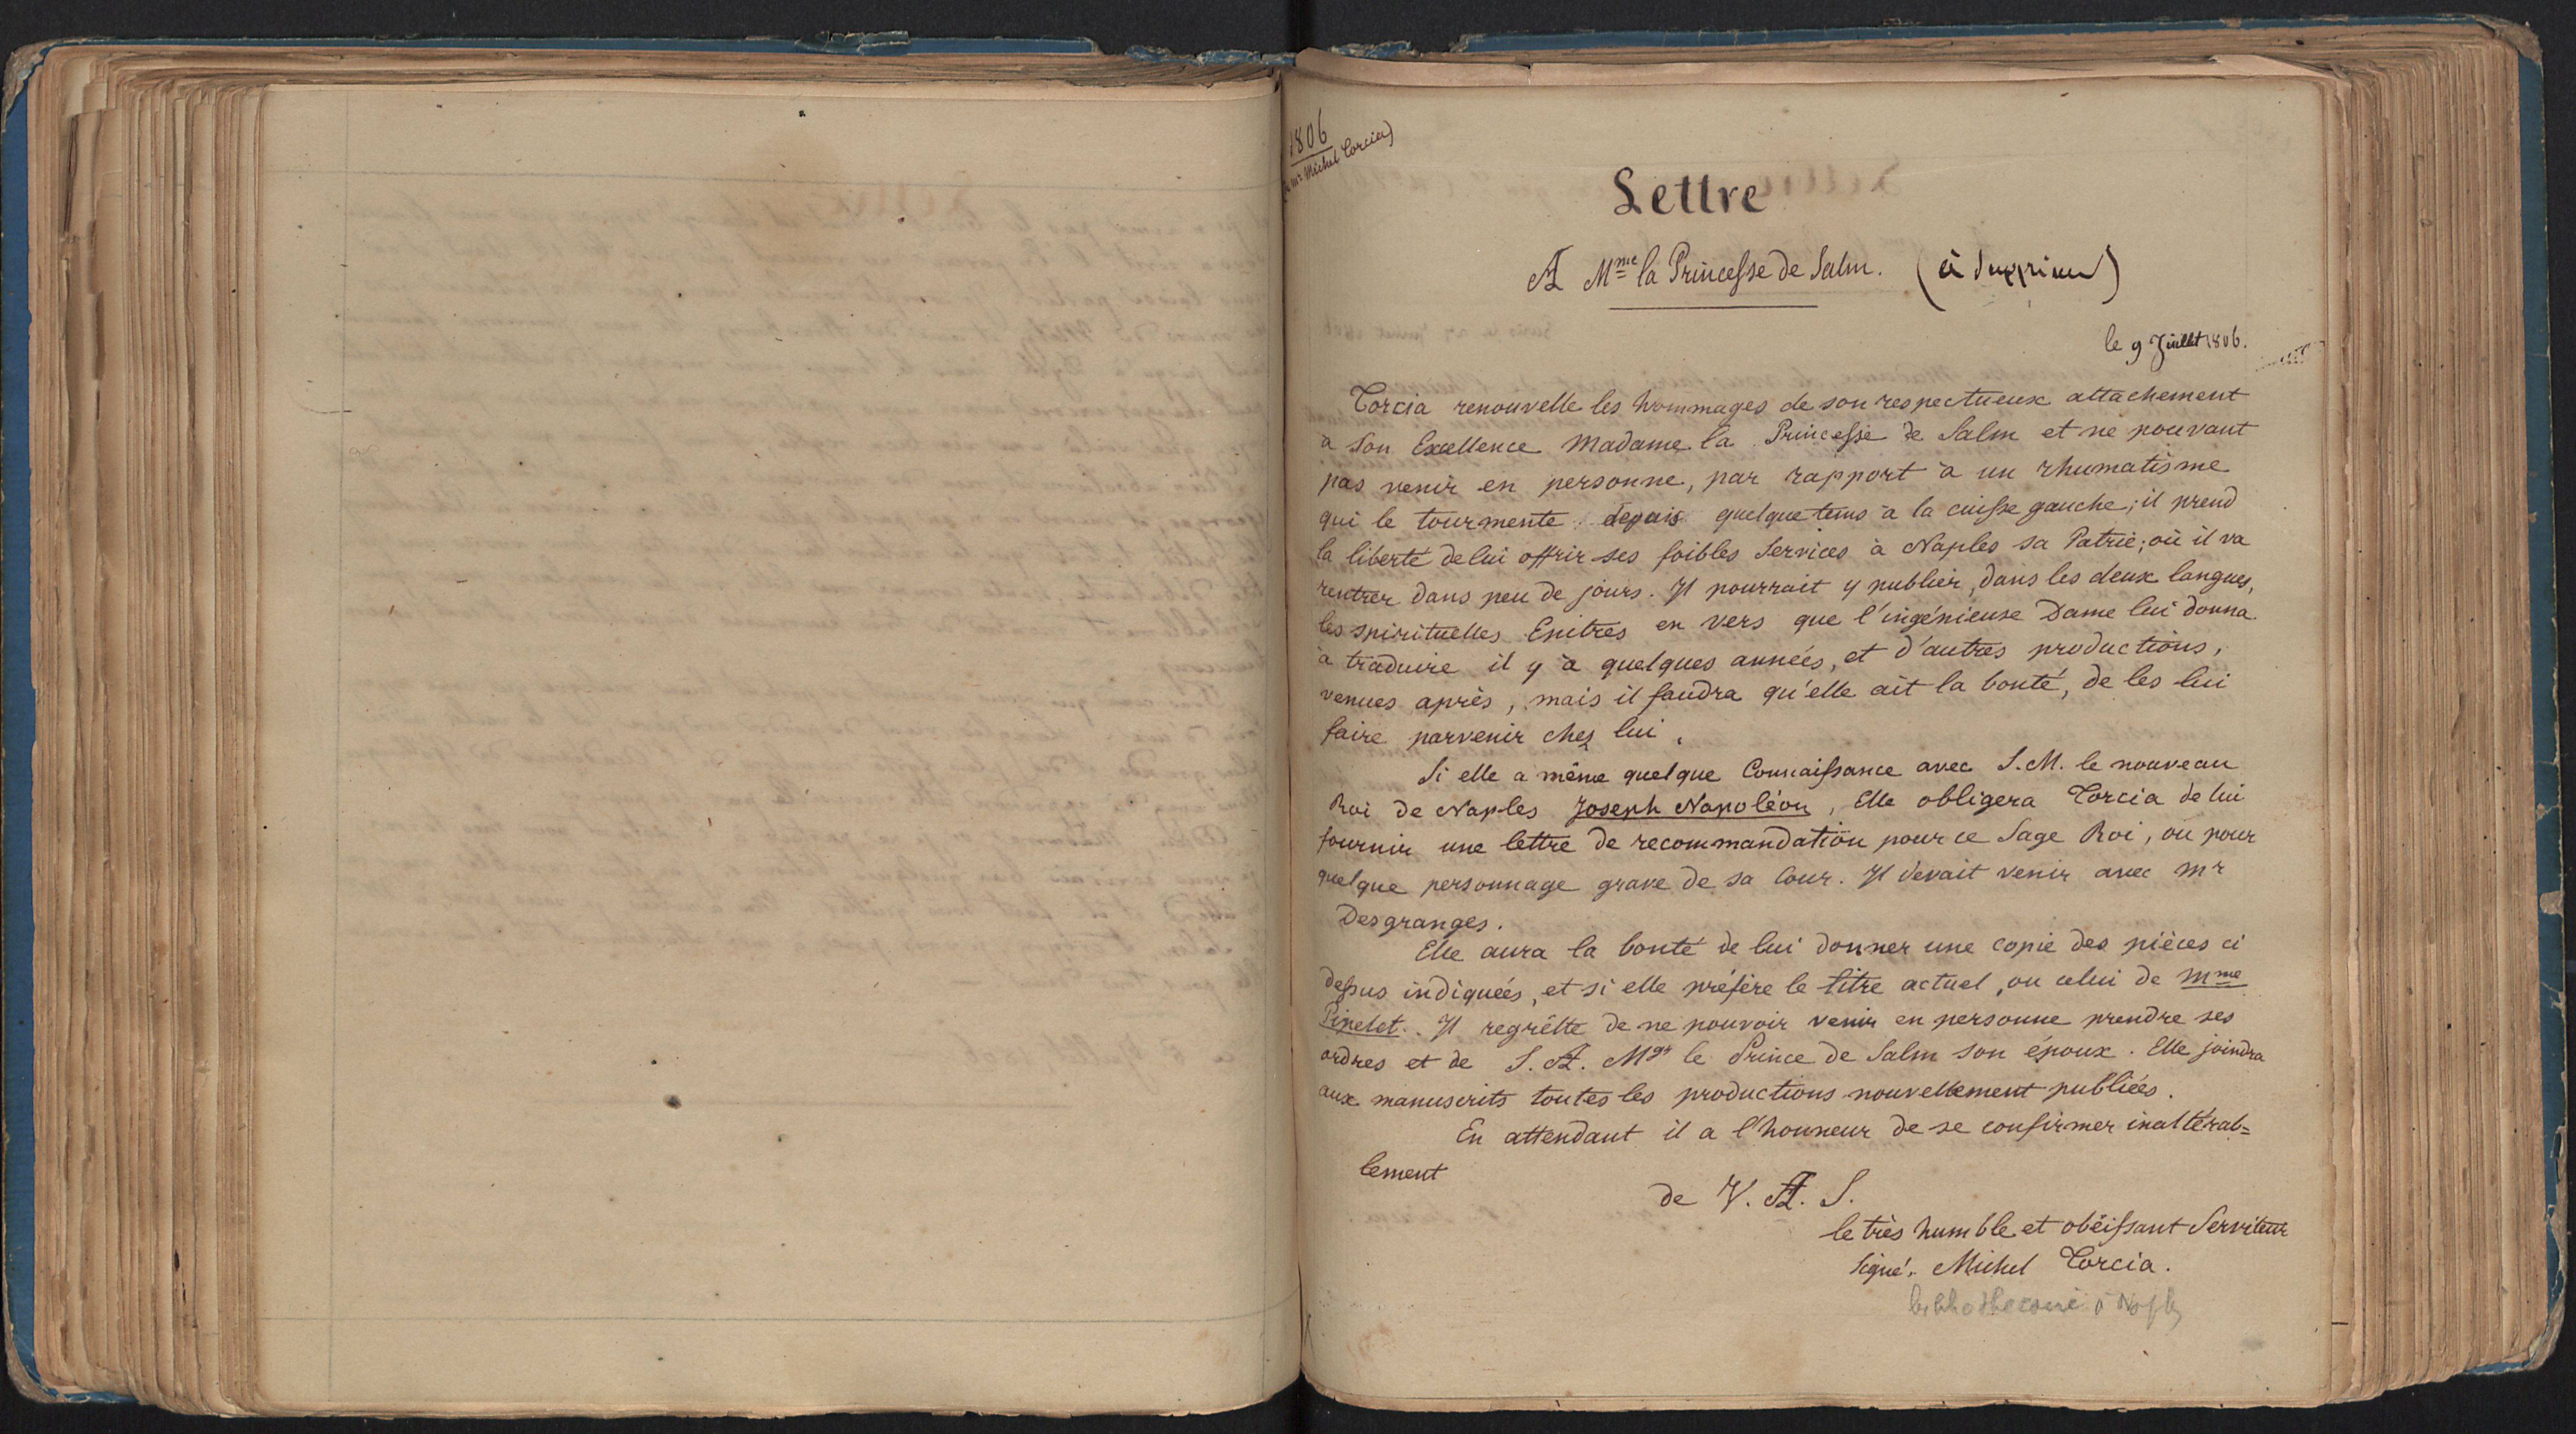 1806
(de mr Michel Torcia)
Lettre
A Mme la Princesse de Salm. (à supprimer)
le 9 Juillet 1806.
Torcia renouvelle les hommages de son respectueux attachement
à Son Excellence Madame la Princesse de Salm et ne pouvant
pas venir en personne, par rapport à un rhumatisme
qui le tourmente depuis quelque tems à la cuisse gauche; il prend
la liberté de lui offrir ses foibles Services à Naples sa Patrie; où il va
rentrer dans peu de jours. Il pourrait y publier, dans les deux langues,
les spirituelles Epitres en vers que l'ingénieuse Dame lui donna
à traduire il y a quelques années, et d'autres productions,
venues après, mais il faudra qu'elle ait la bonté, de les lui
faire parvenir chez lui.
Si elle a même quelque Connaissance avec S.M. le nouveau
Roi de Naples Joseph Napoléon, Elle obligera Torcia de lui
fournir une lettre de recommandation pour ce Sage Roi, ou pour
quelque personnage grave de sa Cour. Il devait venir avec mr
Desgranges.
Elle aura la bonté de lui donner une copie des pièces ci
dessus indiquées, et si elle préfère le titre actuel, ou celui de Mme
Pipelet. Il regrètte de ne pouvoir venir en personne prendre ses
ordres et de S. A. Mgr le Prince de Salm son époux. Elle joindra
aux manuscrits toutes les productions nouvellement publiées.
En attendant il a l'honneur de se confirmer inaltérab=
lement
de V. A. S.
le très humble et obéissant Serviteur
Signé. Michel Torcia.
bibliothecaire à Naples